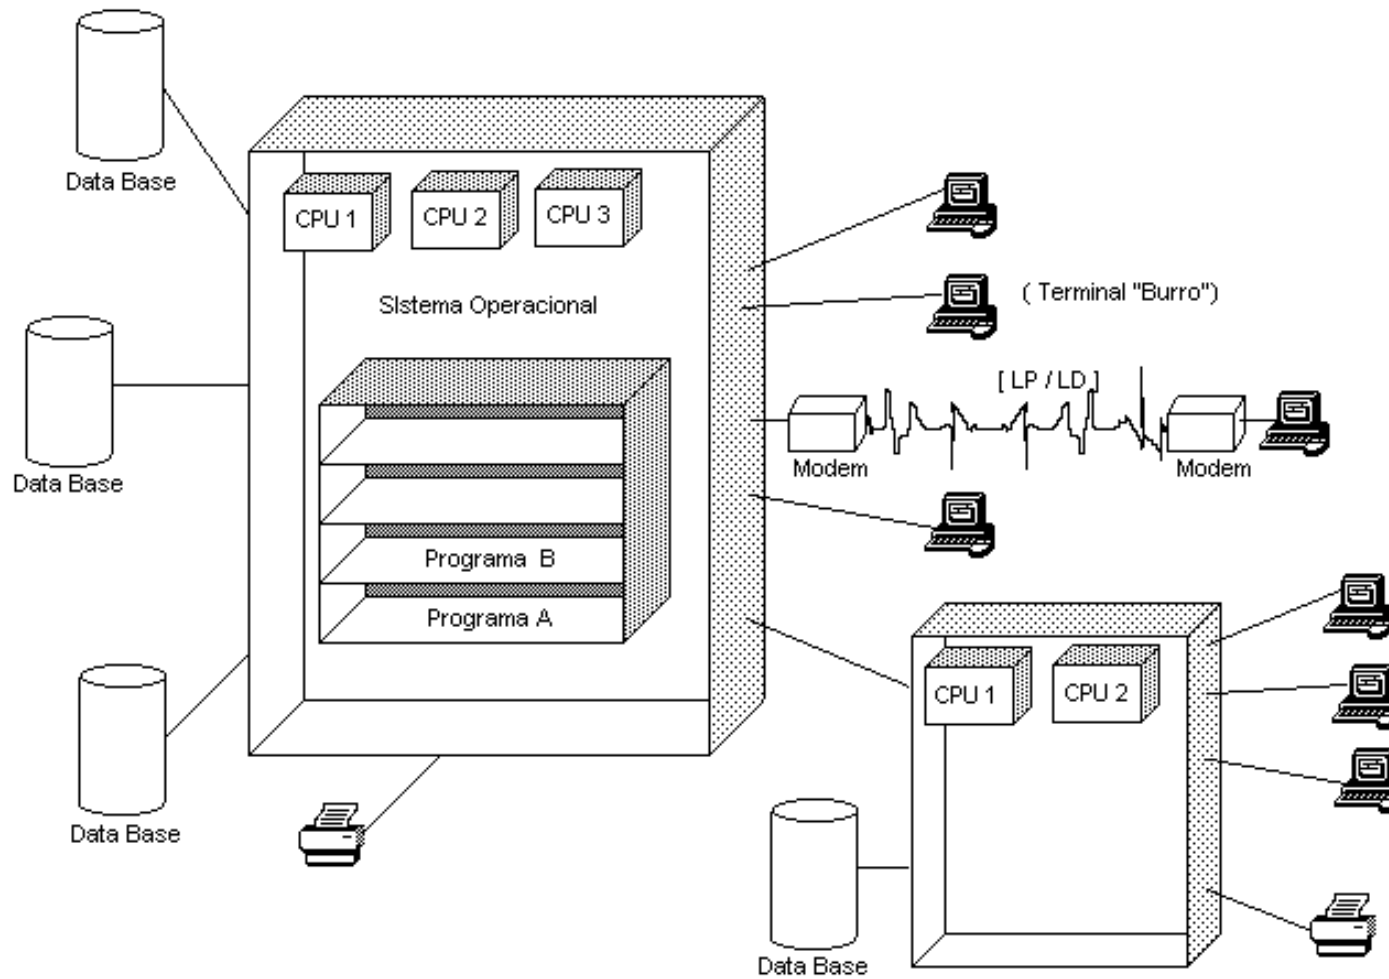 Data Base
CPU 1
CPU 2
CPU 3
SIstema Operacional
( Terminal "Burro")
[ LP / LD ]
Modem
Modem
Data Base
Programa B
Programa A
CPU 1
CPU 2
Data Base
Data Base